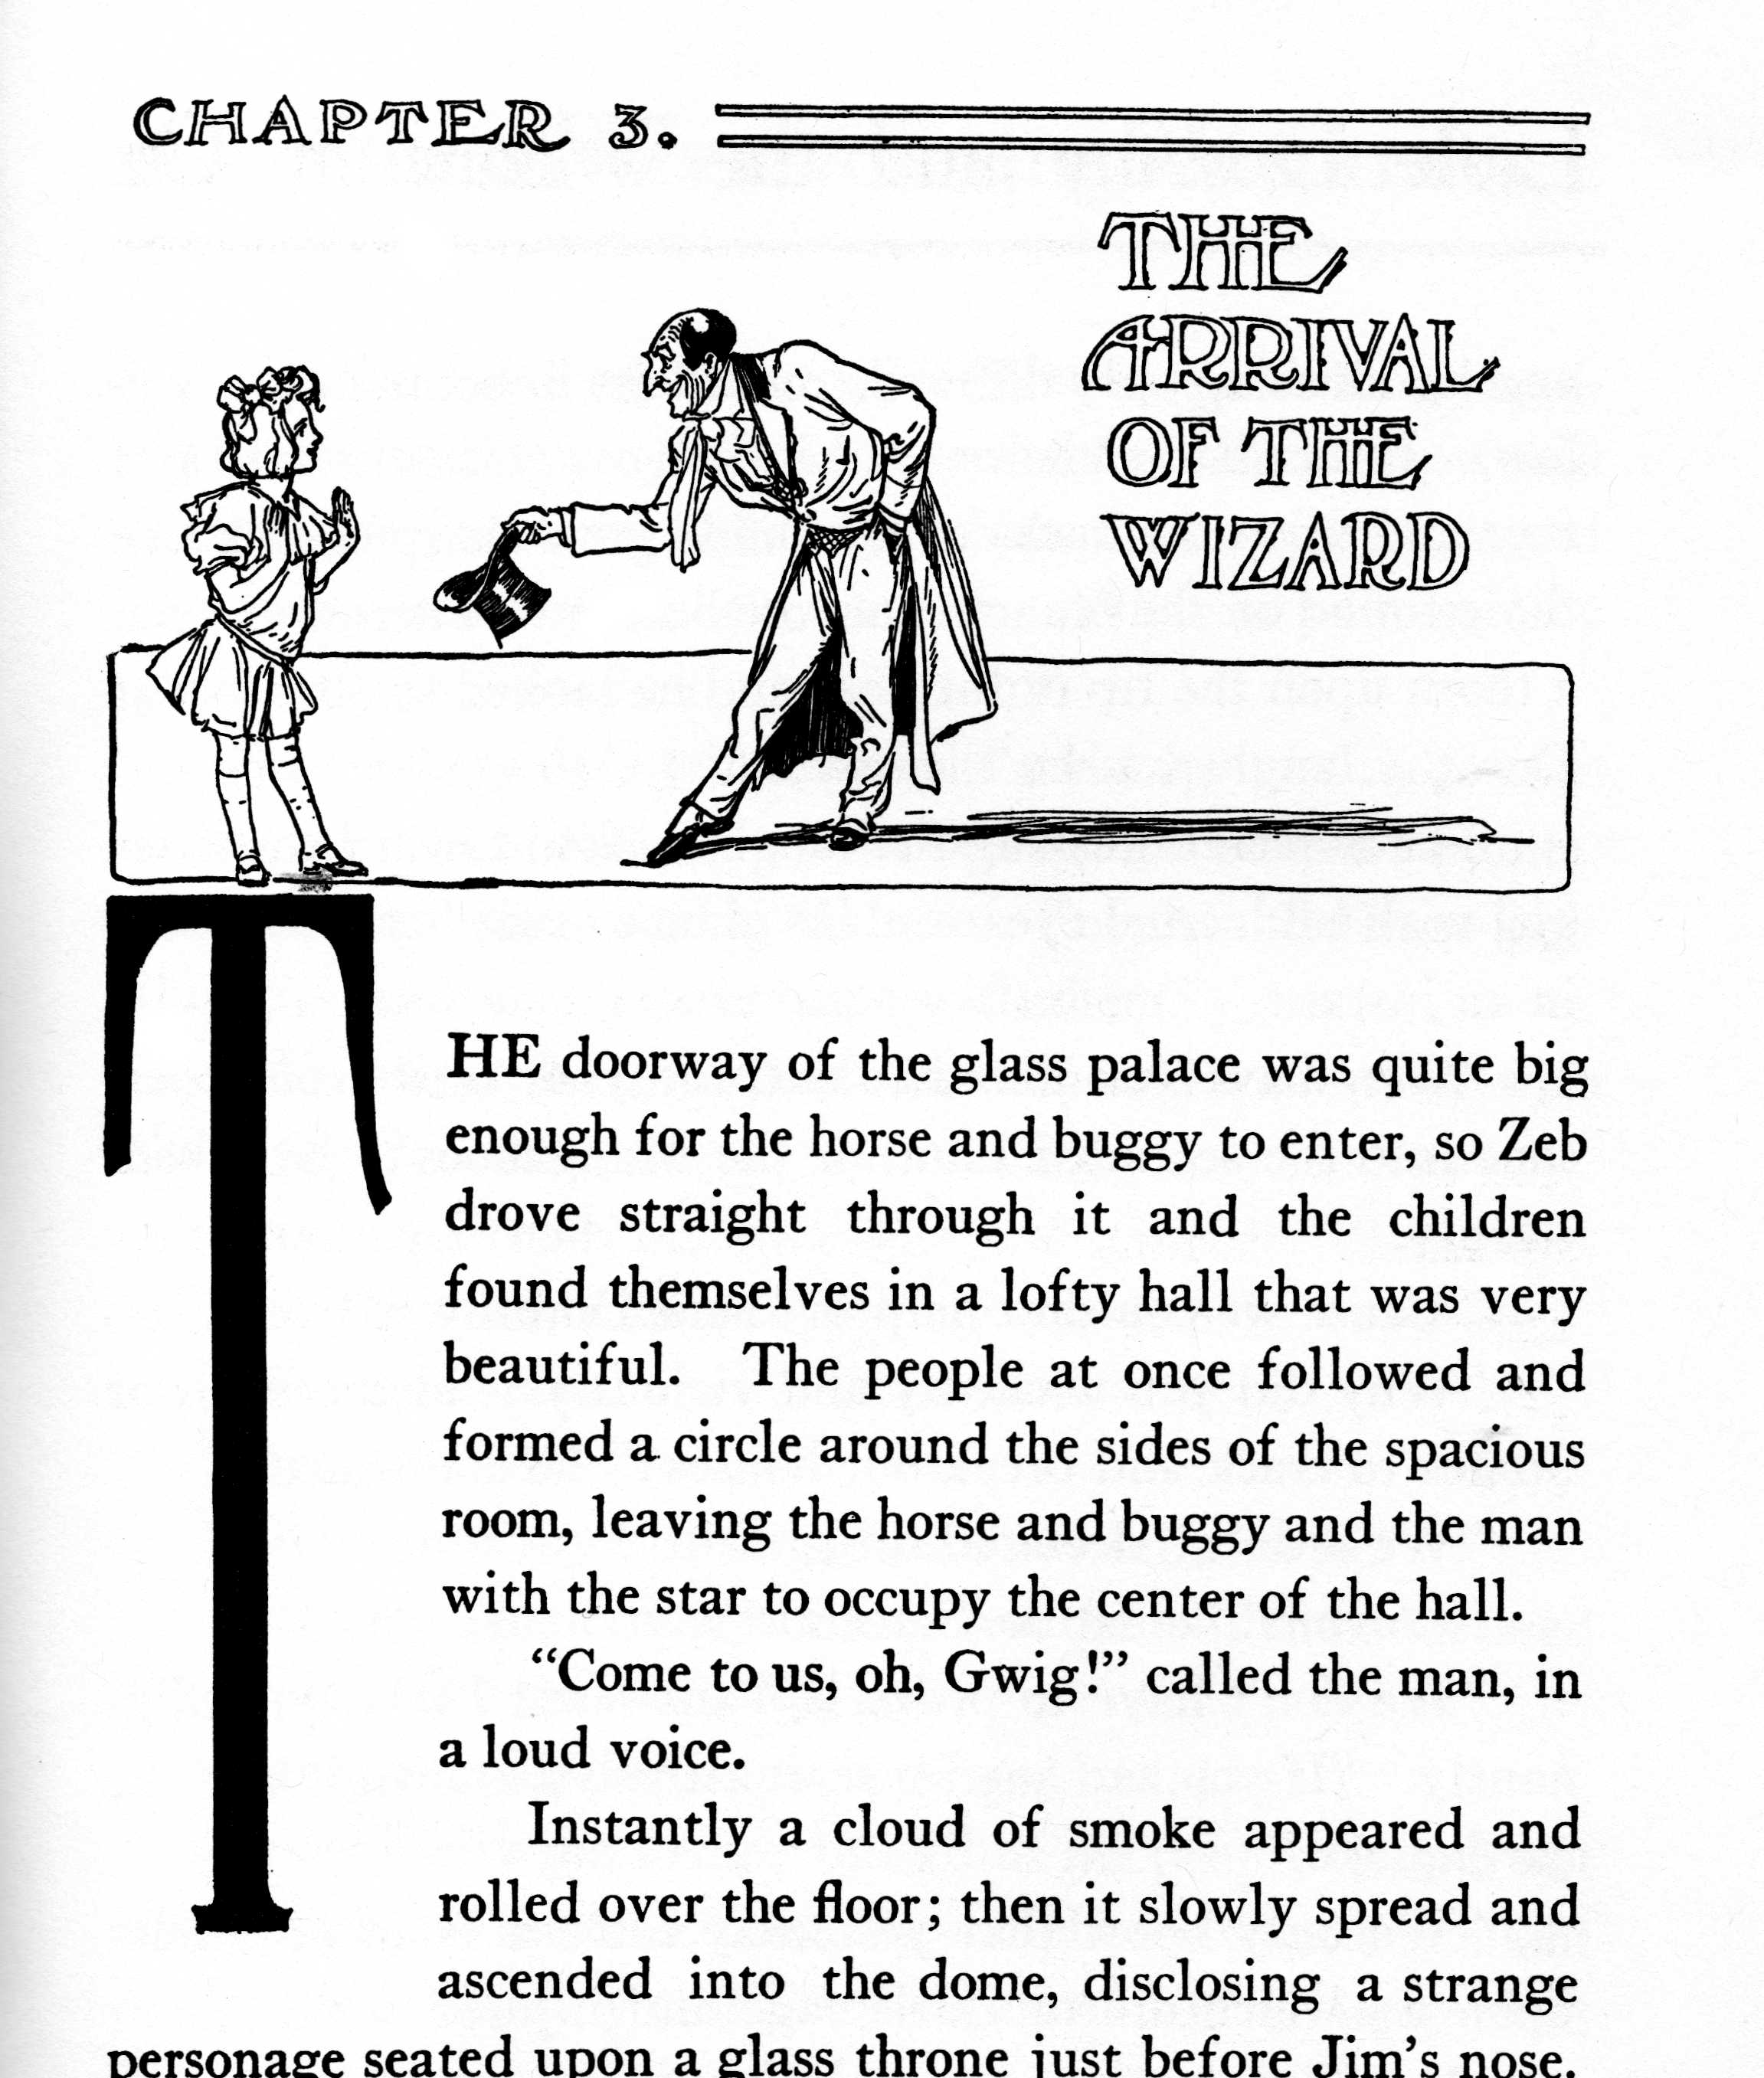 CHAPTER 3.
THE
ARRIVAL
OF THE
WIZARD
THE doorway of the glass palace was quite big
enough for the horse and buggy to enter, so Zeb
drove straight through it and the children
found themselves in a lofty hall that was very
beautiful. The people at once followed and
formed a circle around the sides of the spacious
room, leaving the horse and buggy and the man
with the star to occupy the center of the hall.
“Come to us, oh, Gwig!” called the man, in
a loud voice.
Instantly a cloud of smoke appeared and
rolled over the floor; then it slowly spread and
ascended into the dome, disclosing a strange
personage seated upon a glass throne just before Jim’s nose.